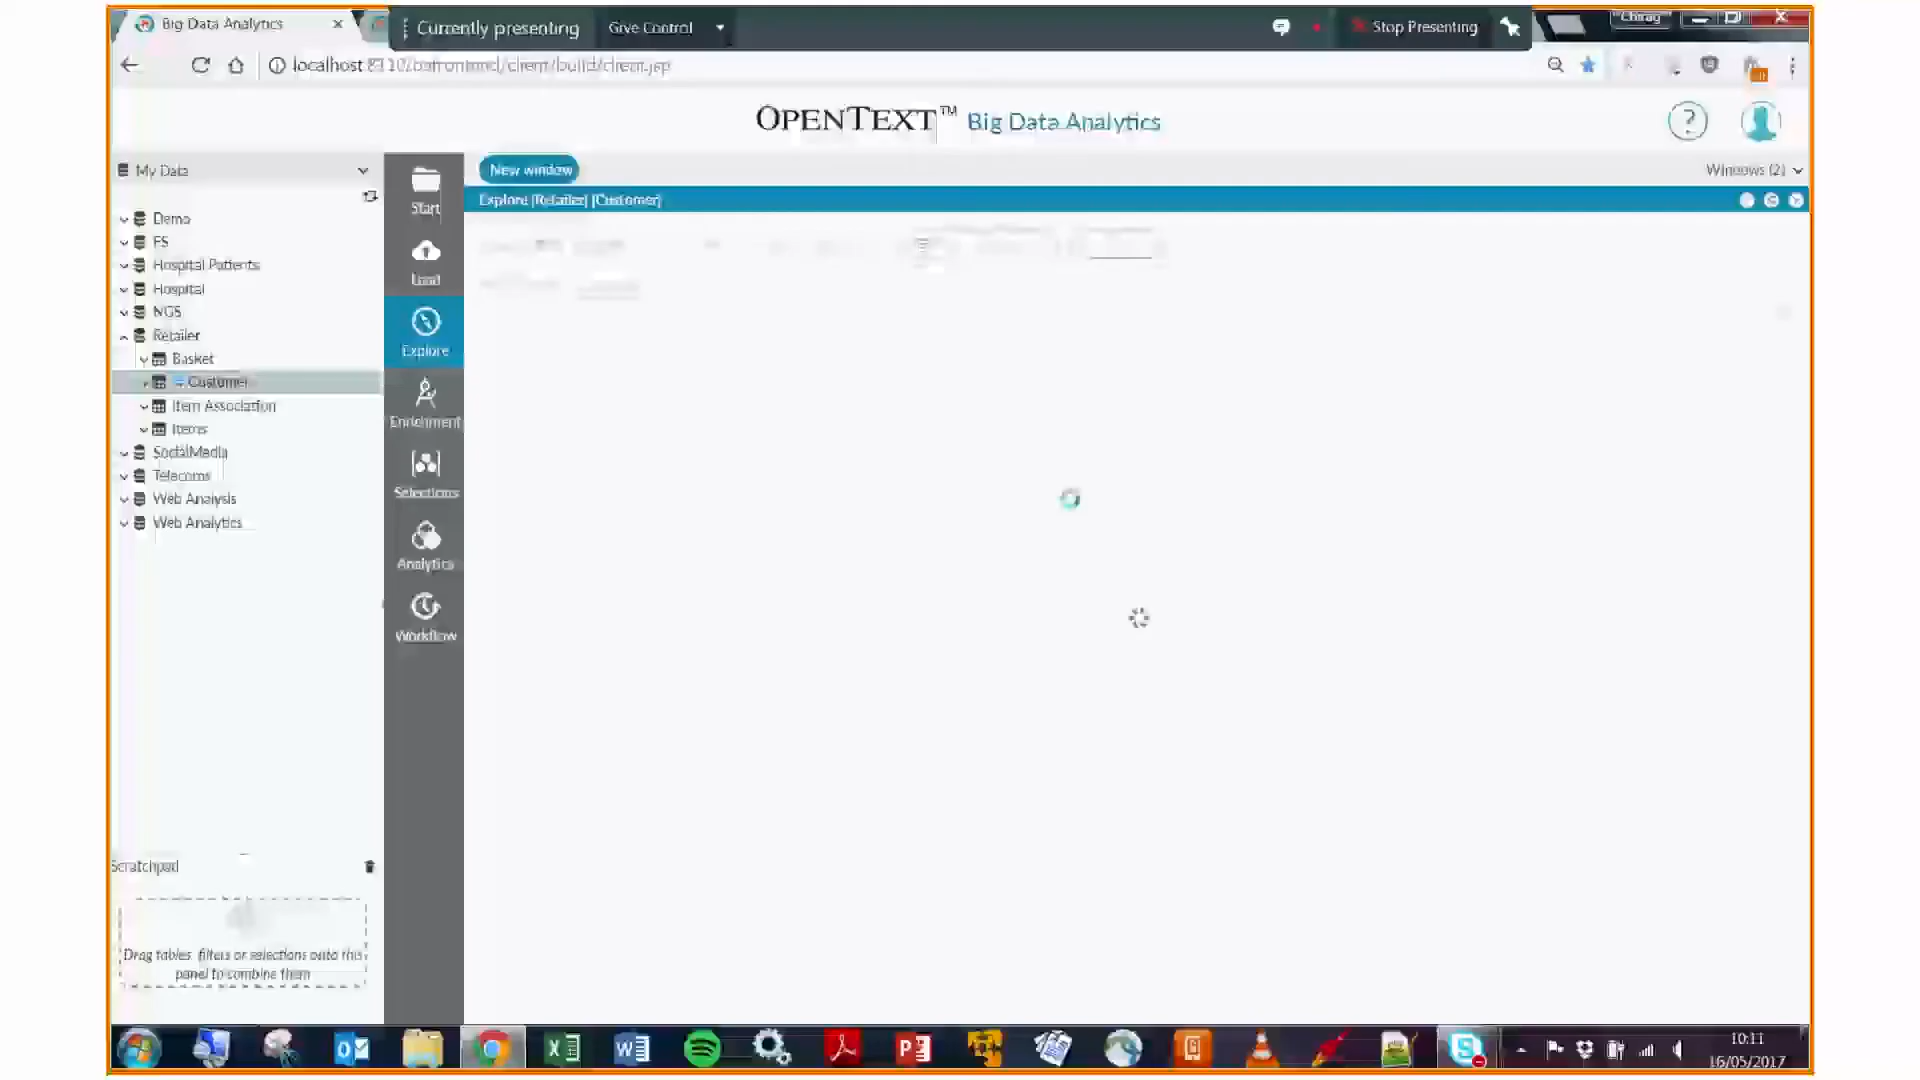 Big Data Analytics
Currently presenting
Give Control
Stop Presenting
Chirag
localhost
OPENTEXT™ Big Data Analytics
My Data
New window
Windows (2)
Explore [Retailer] [Customer]
Demo
FS
Hospital Patients
Hospital
NGS
Retailer
Basket
Customer
Item Association
Items
SocialMedia
Telecoms
Web Analysis
Web Analytics
Start
Load
Explore
Enrichment
Selections
Analytics
Workflow
Scratchpad
Drag tables, filters or selections onto this
panel to combine them
10:11
16/05/2017